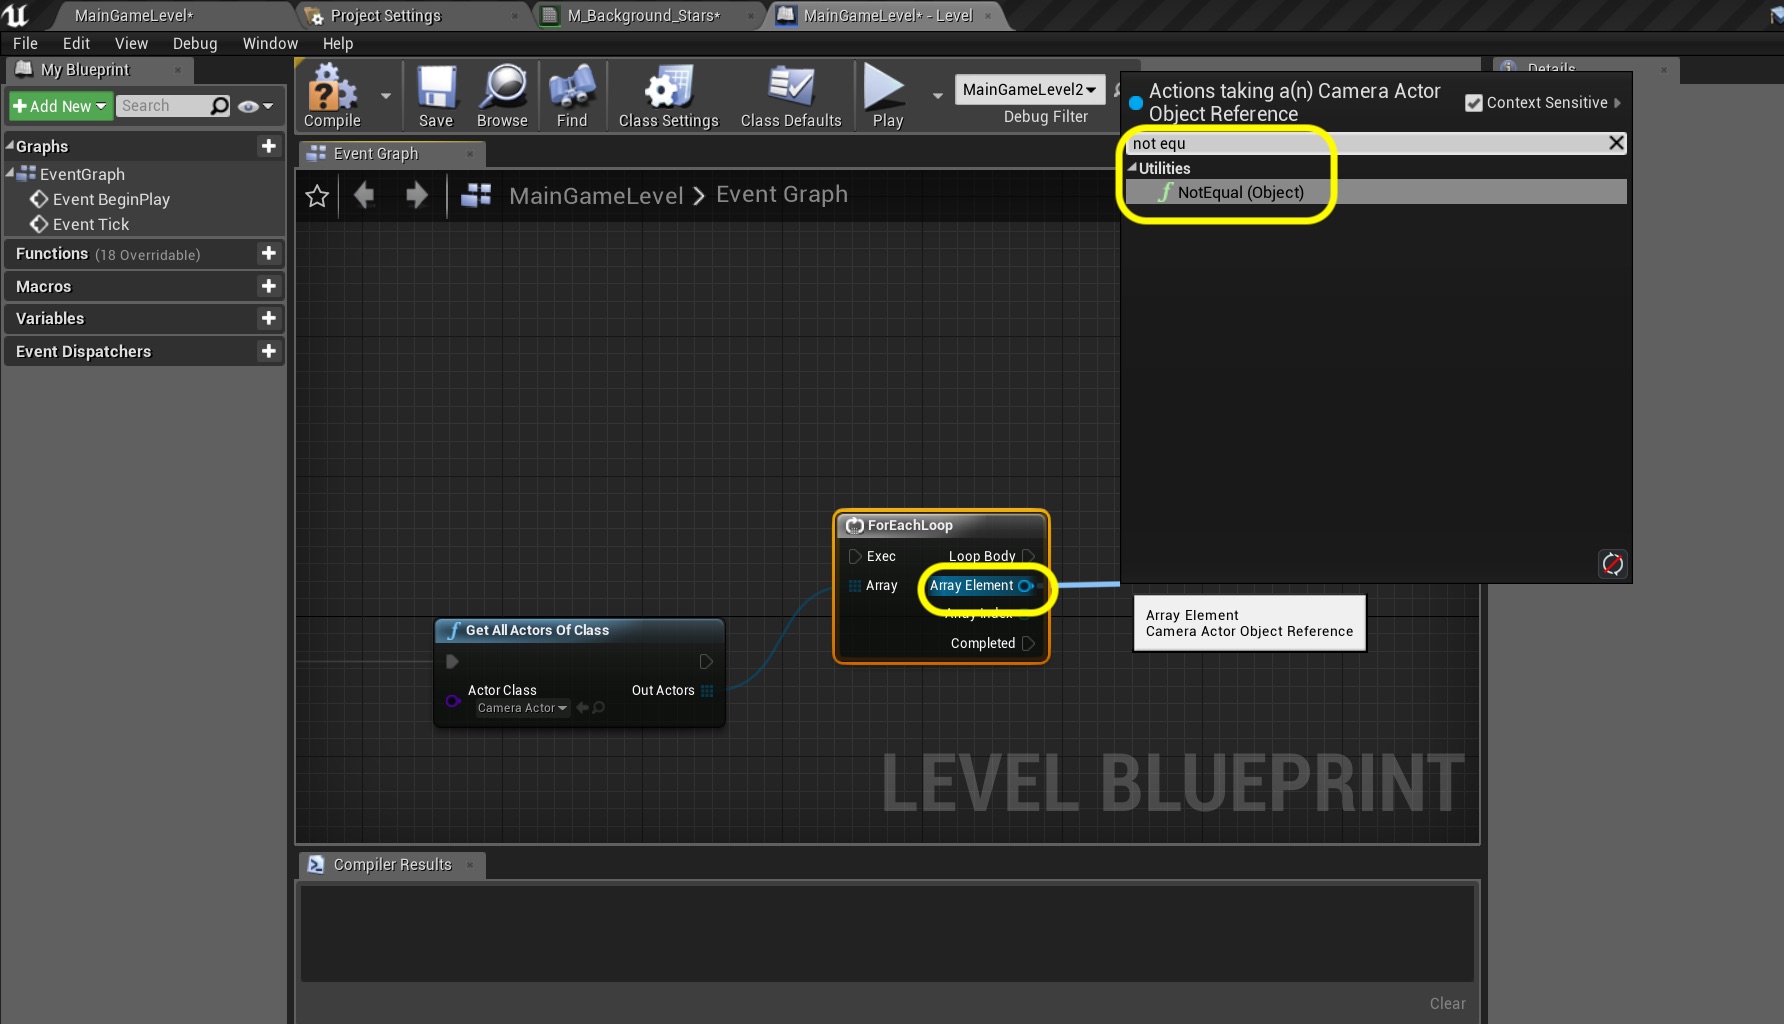 MainGameLevel*
Project Settings
M_Background_Stars*
MainGameLevel* - Level
File Edit View Debug Window Help
My Blueprint
Add New
Search
Graphs
EventGraph
Event BeginPlay
Event Tick
Functions (18 Overridable)
Macros
Variables
Event Dispatchers
Compile
Save
Browse
Find
Class Settings
Class Defaults
Play
MainGameLevel2
Debug Filter
Details
Event Graph
MainGameLevel > Event Graph
Actions taking a(n) Camera Actor
Object Reference
Context Sensitive
not equ
Utilities
f NotEqual (Object)
ForEachLoop
Exec
Loop Body
Array
Array Element
Array Index
Completed
f Get All Actors Of Class
Actor Class
Camera Actor
Out Actors
Array Element
Camera Actor Object Reference
LEVEL BLUEPRINT
Compiler Results
Clear